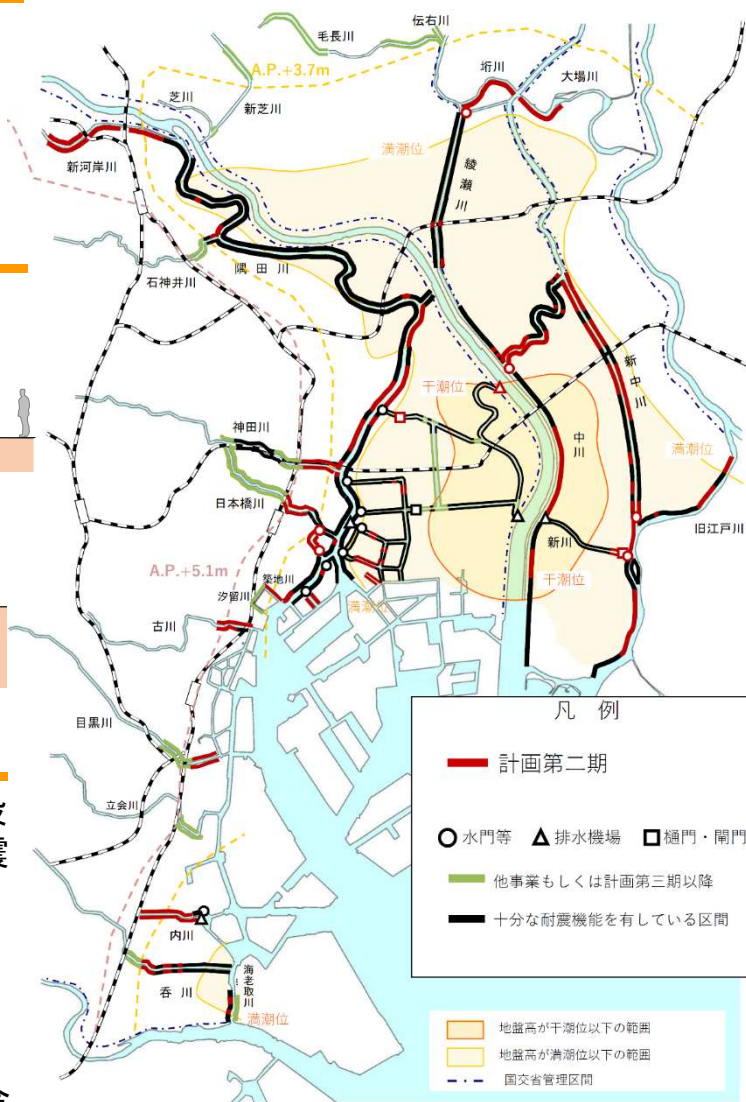 伝右川
毛長川
A.P.+3.7m
垳川
大場川
芝川
新芝川
満潮位
綾瀬川
新河岸川
隅田川
石神井川
干潮位
新中川
神田川
中川
満潮位
日本橋川
旧江戸川
新川
A.P.+5.1m
築地川
干潮位
汐留川
満潮位
古川
目黒川
立会川
内川
海老取川
呑川
満潮位
凡 例
計画第二期
水門等
排水機場
樋門・閘門
他事業もしくは計画第三期以降
十分な耐震機能を有している区間
地盤高が干潮位以下の範囲
地盤高が満潮位以下の範囲
国交省管理区間